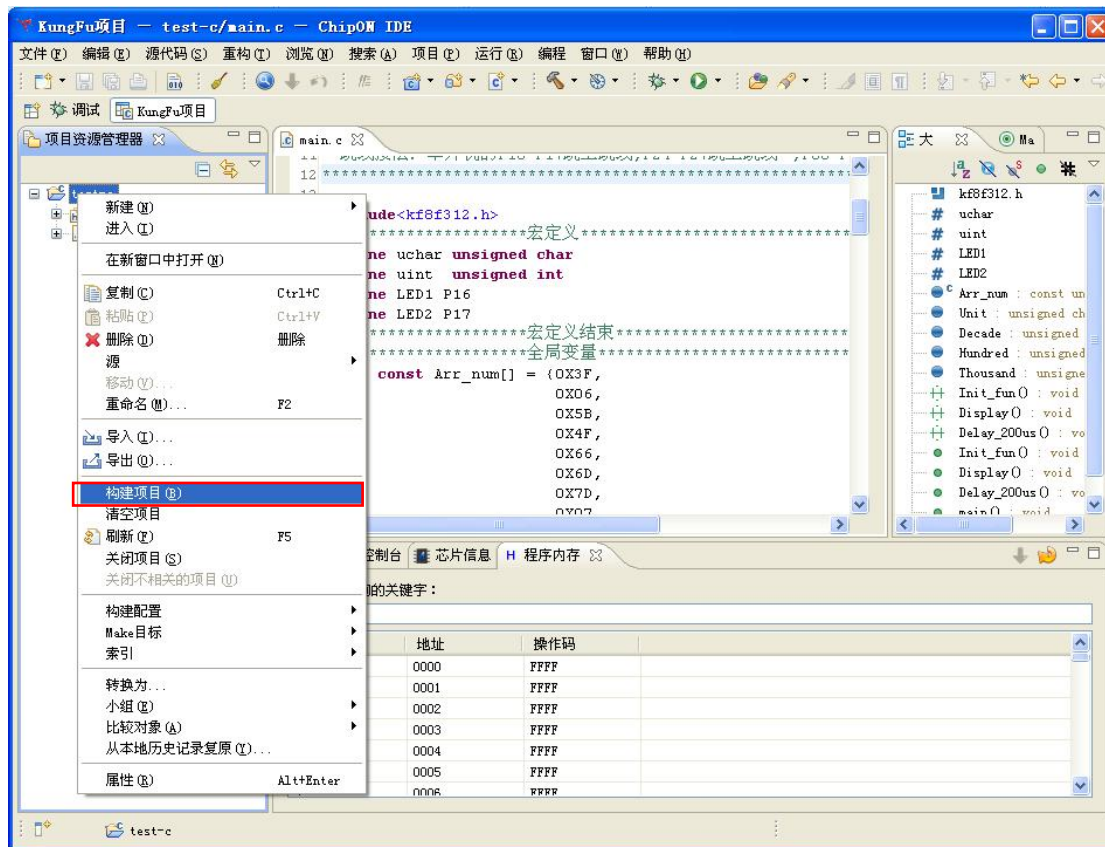 KungFu项目 — test-c/main.c — ChipON IDE
文件(F) 编辑(E) 源代码(S) 重构(T) 浏览(N) 搜索(A) 项目(P) 运行(R) 编程 窗口(W) 帮助(H)
调试 KungFu项目
项目资源管理器
main.c
大
Ma
11
12 ****************************************************************
ude<kf8f312.h>
*****************宏定义*****************************
ne uchar unsigned char
ne uint unsigned int
ne LED1 P16
ne LED2 P17
*****************宏定义结束*************************
*****************全局变量***************************
const Arr_num[] = {0X3F,
0X06,
0X5B,
0X4F,
0X66,
0X6D,
0X7D,
0X07
kf8f312.h
uchar
uint
LED1
LED2
Arr_num : const un
Unit : unsigned ch
Decade : unsigned
Hundred : unsigned
Thousand : unsigne
Init_fun() : void
Display() : void
Delay_200us() : vo
Init_fun() : void
Display() : void
Delay_200us() : vo
main() : void
新建(N)
进入(I)
在新窗口中打开(N)
复制(C) Ctrl+C
粘贴(P) Ctrl+V
删除(D) 删除
源
移动(V)...
重命名(M)... F2
导入(I)...
导出(O)...
构建项目(B)
清空项目
刷新(F) F5
关闭项目(S)
关闭不相关的项目(U)
构建配置
Make目标
索引
转换为...
小组(E)
比较对象(A)
从本地历史记录复原(Y)...
属性(R) Alt+Enter
控制台 芯片信息 程序内存
的关键字：
地址 操作码
0000 FFFF
0001 FFFF
0002 FFFF
0003 FFFF
0004 FFFF
0005 FFFF
0006 FFFF
test-c